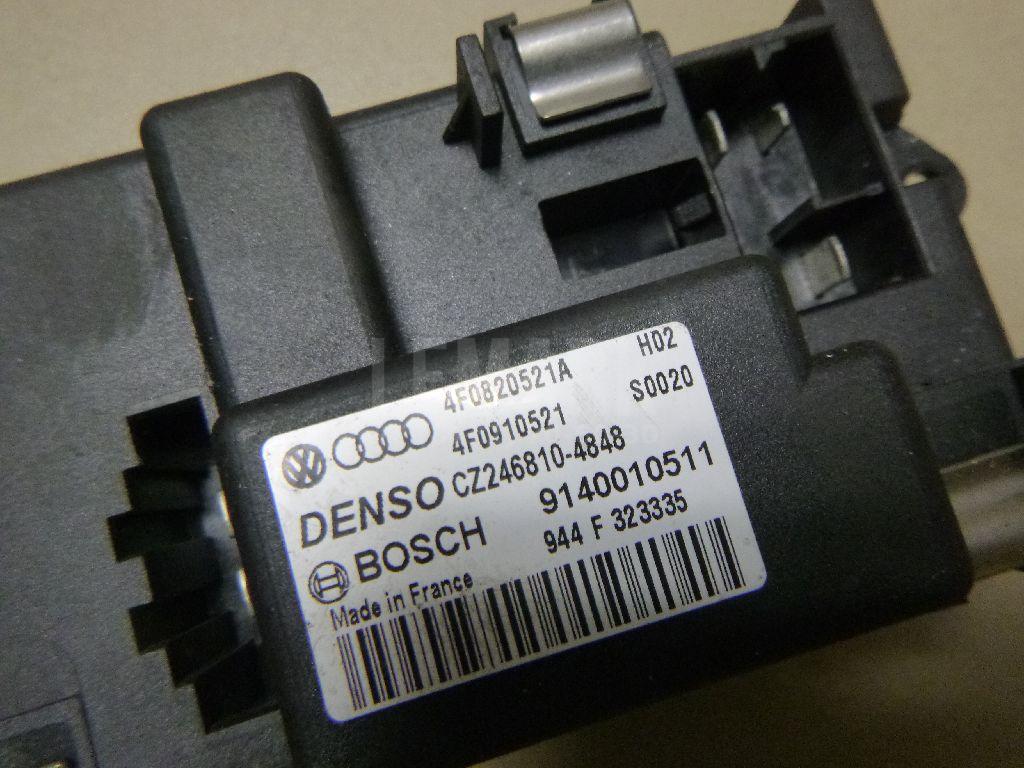 4F0820521A H02
4F0910521 S0020
DENSO CZ246810-4848
BOSCH 9140010511
944 F 323335
Made in France